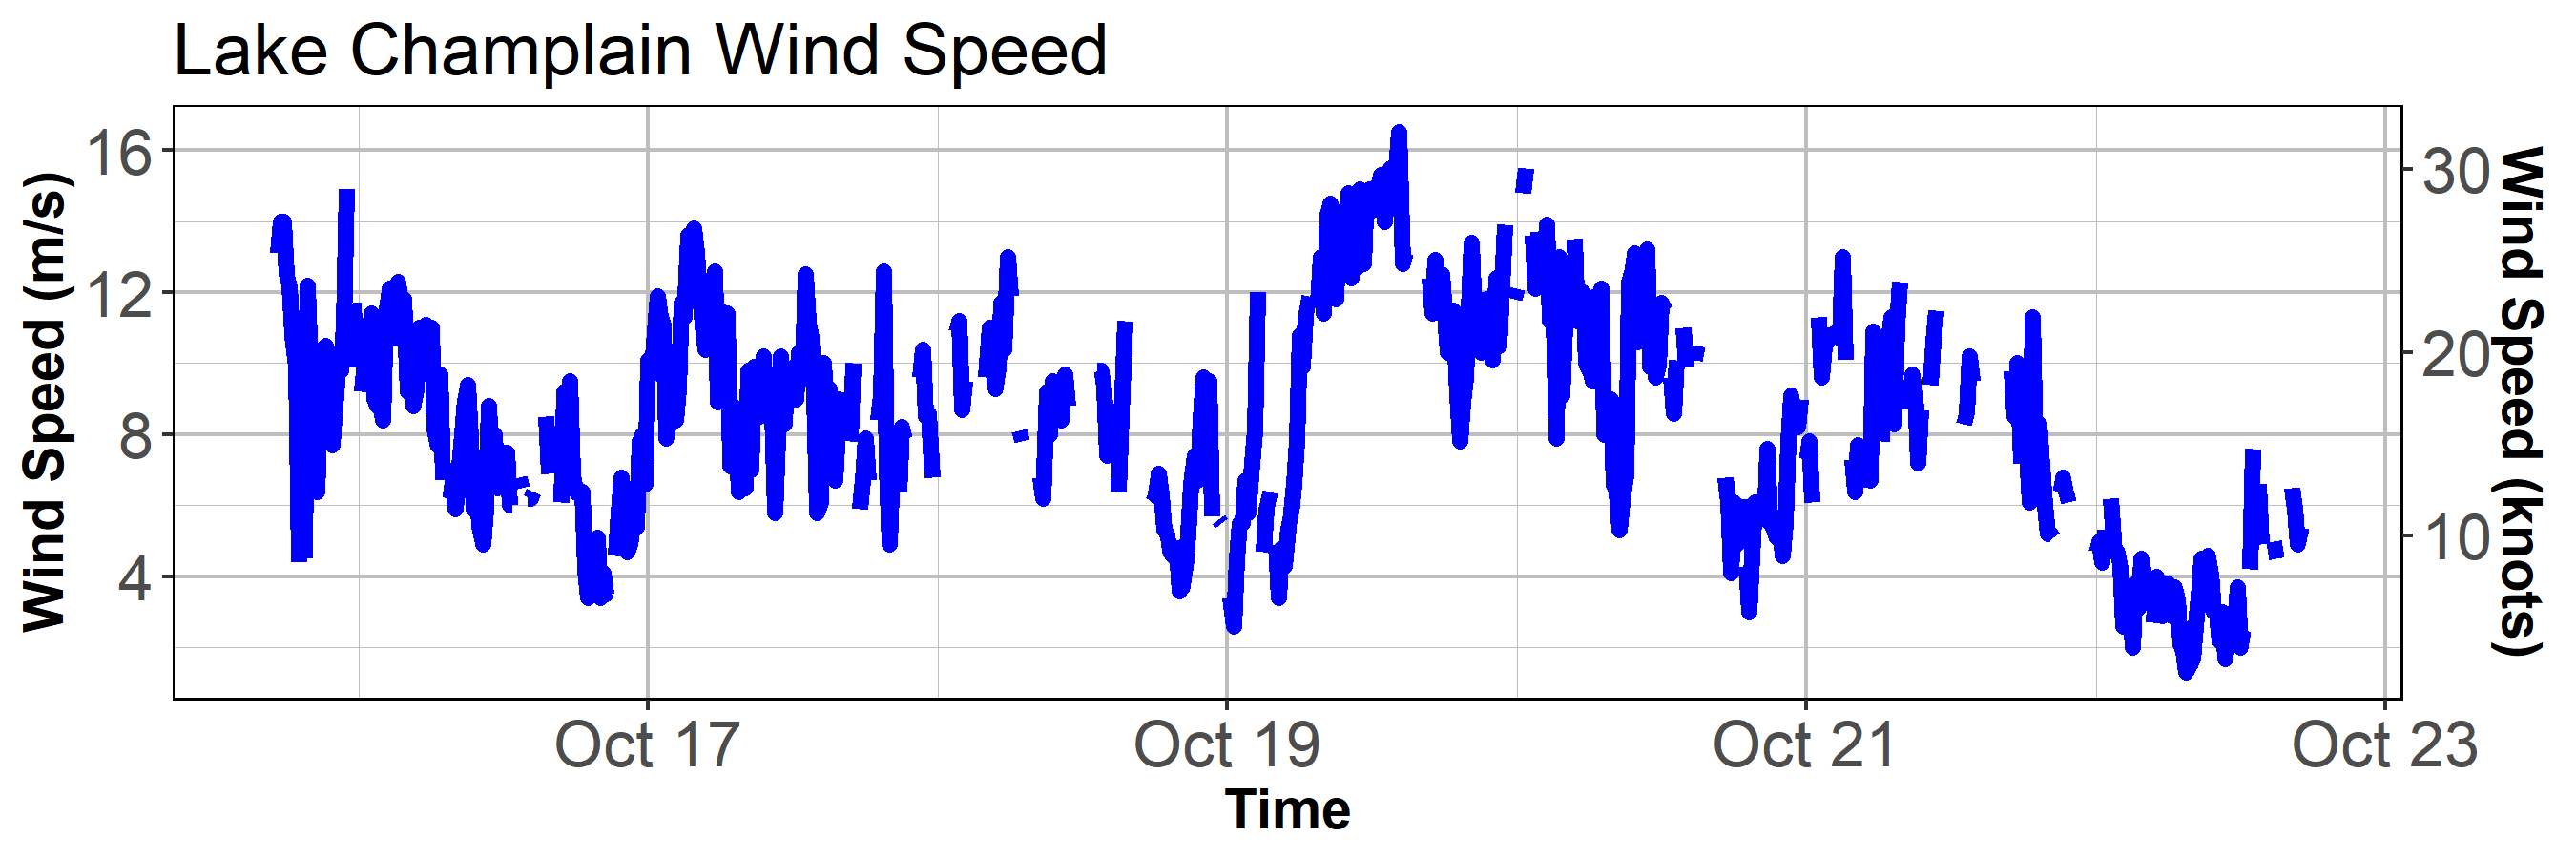 Lake Champlain Wind Speed
Wind Speed (m/s)
16
12
8
4
30
20
10
Wind Speed (knots)
Oct 17
Oct 19
Oct 21
Oct 23
Time